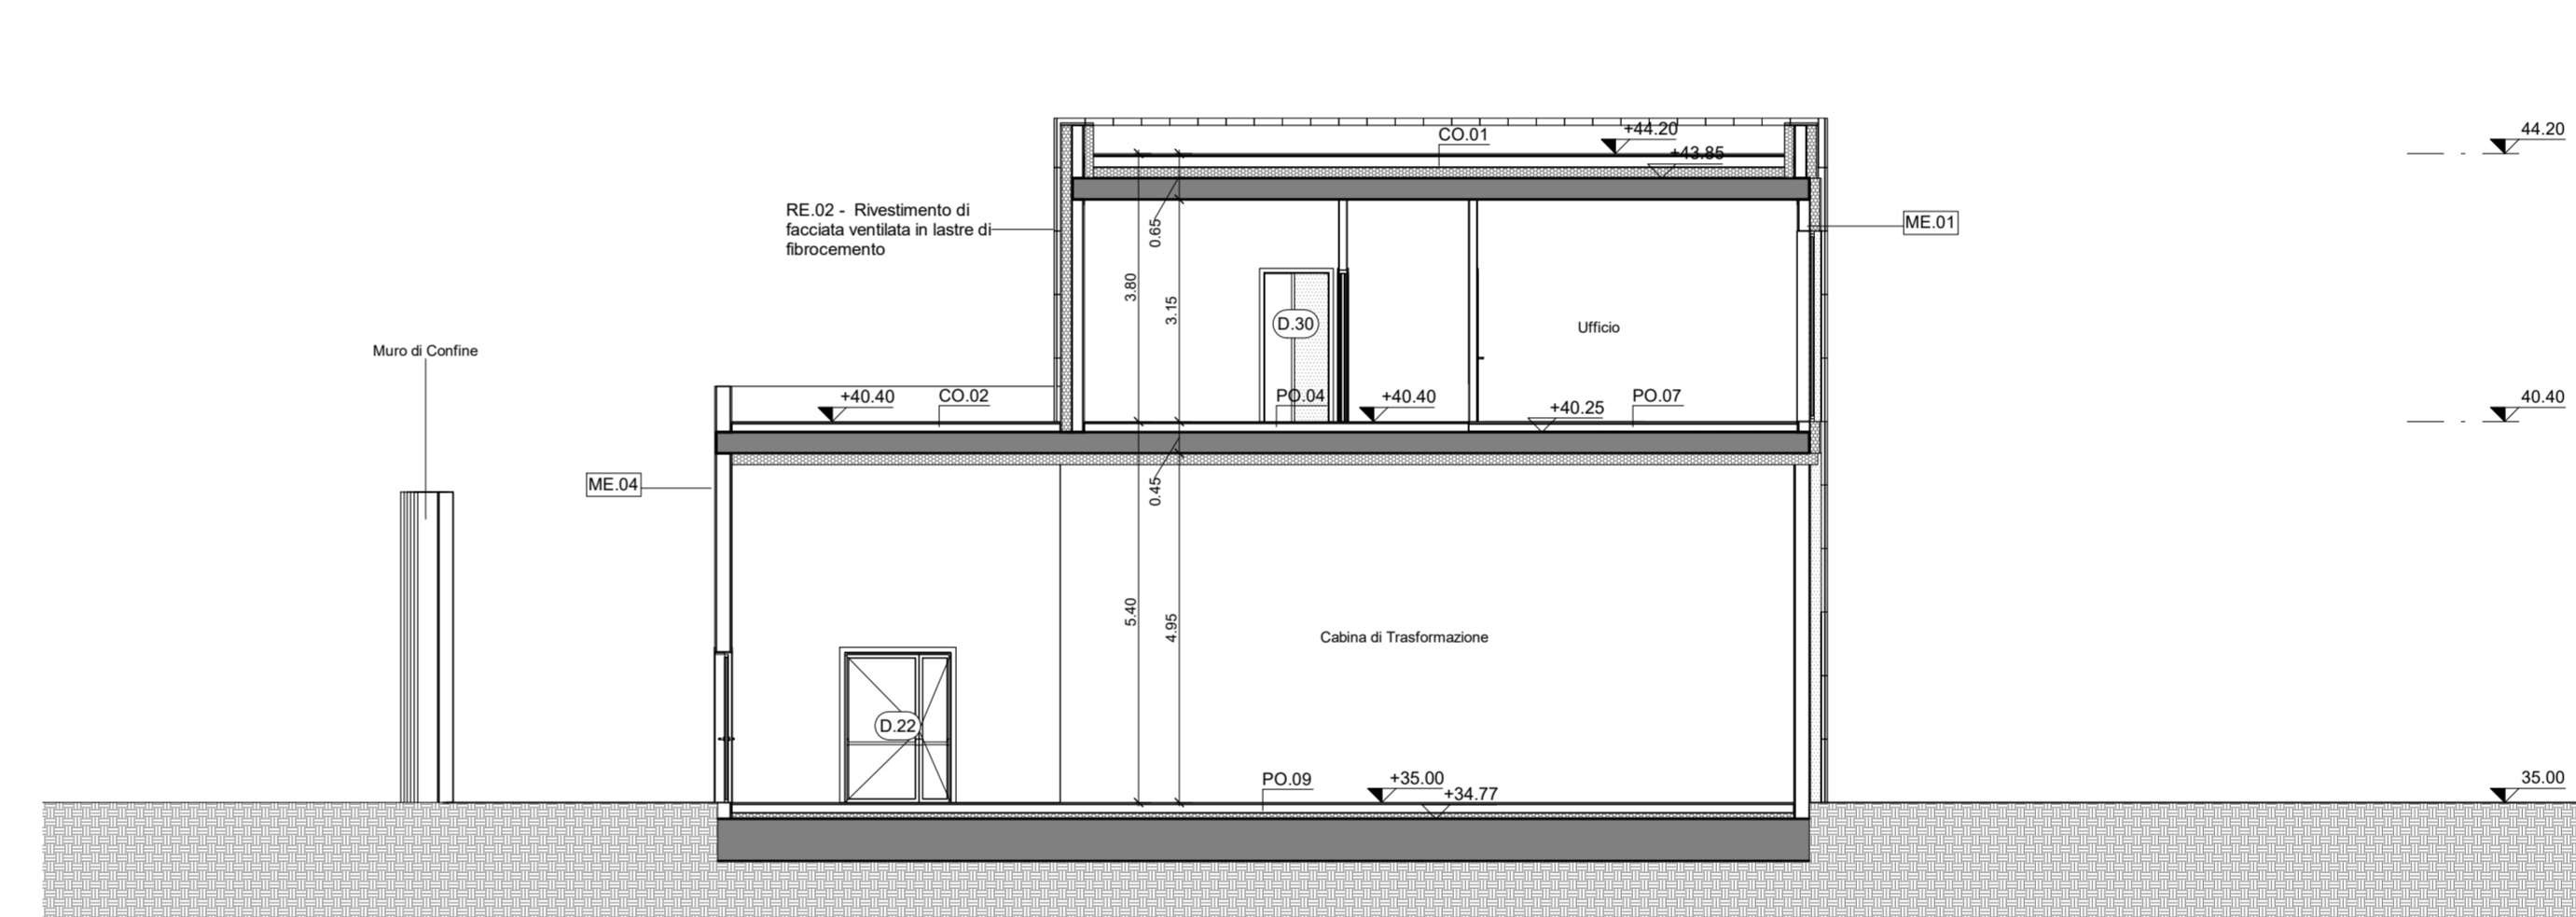 +44.20
44.20
CO.01
+43.85
RE.02 - Rivestimento di
facciata ventilata in lastre di
fibrocemento
ME.01
0.65
3.80
3.15
D.30
Ufficio
Muro di Confine
+40.40
CO.02
PO.04
+40.40
+40.25
PO.07
40.40
ME.04
0.45
5.40
4.95
Cabina di Trasformazione
D.22
PO.09
+35.00
+34.77
35.00